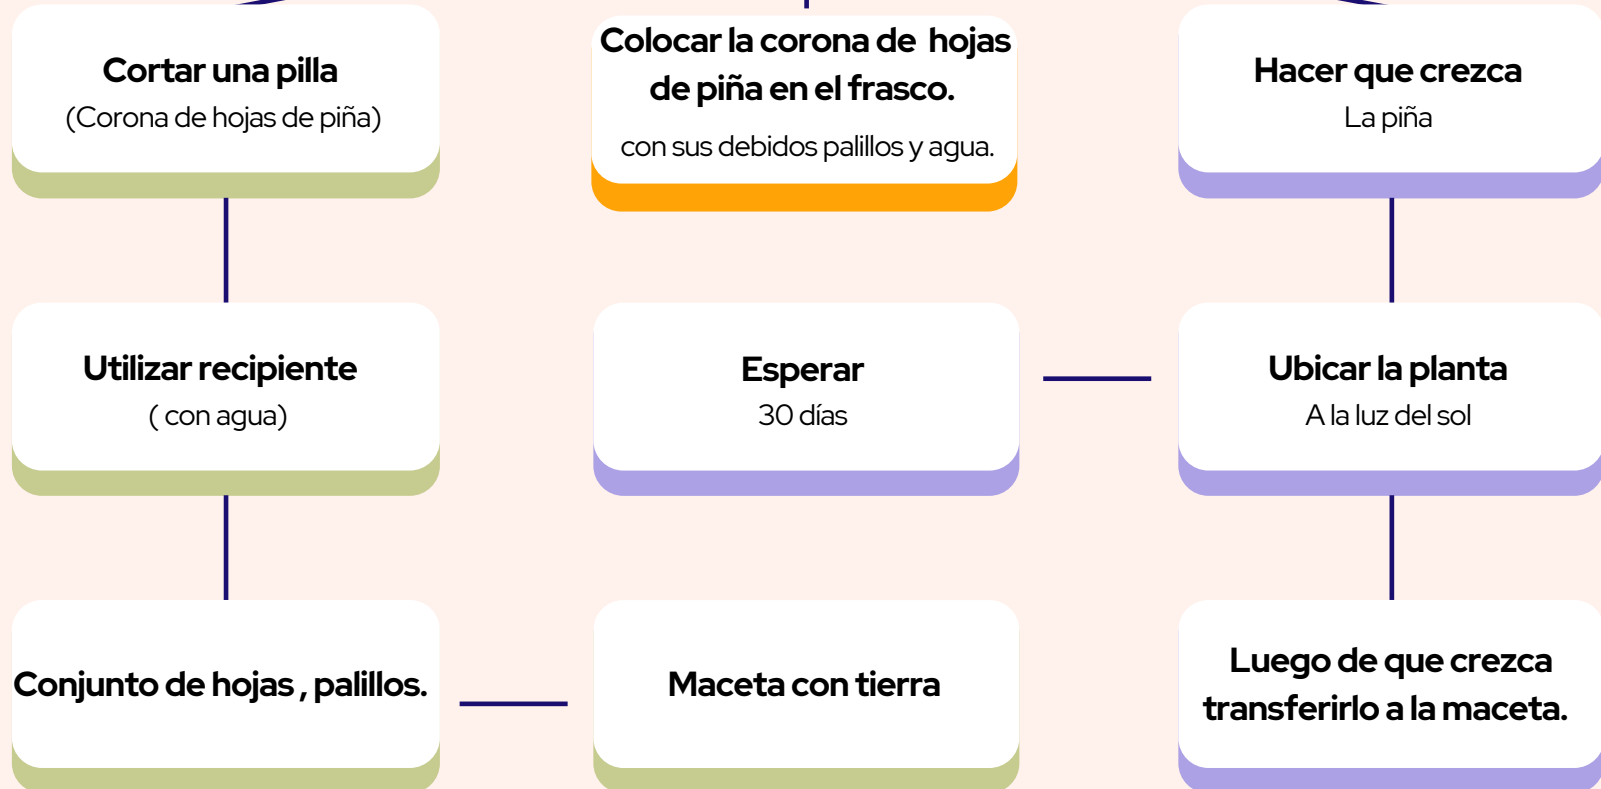 Cortar una pilla
(Corona de hojas de piña)
Colocar la corona de hojas
de piña en el frasco.
con sus debidos palillos y agua.
Hacer que crezca
La piña
Utilizar recipiente
( con agua)
Esperar
30 días
Ubicar la planta
A la luz del sol
Conjunto de hojas , palillos.
Maceta con tierra
Luego de que crezca
transferirlo a la maceta.